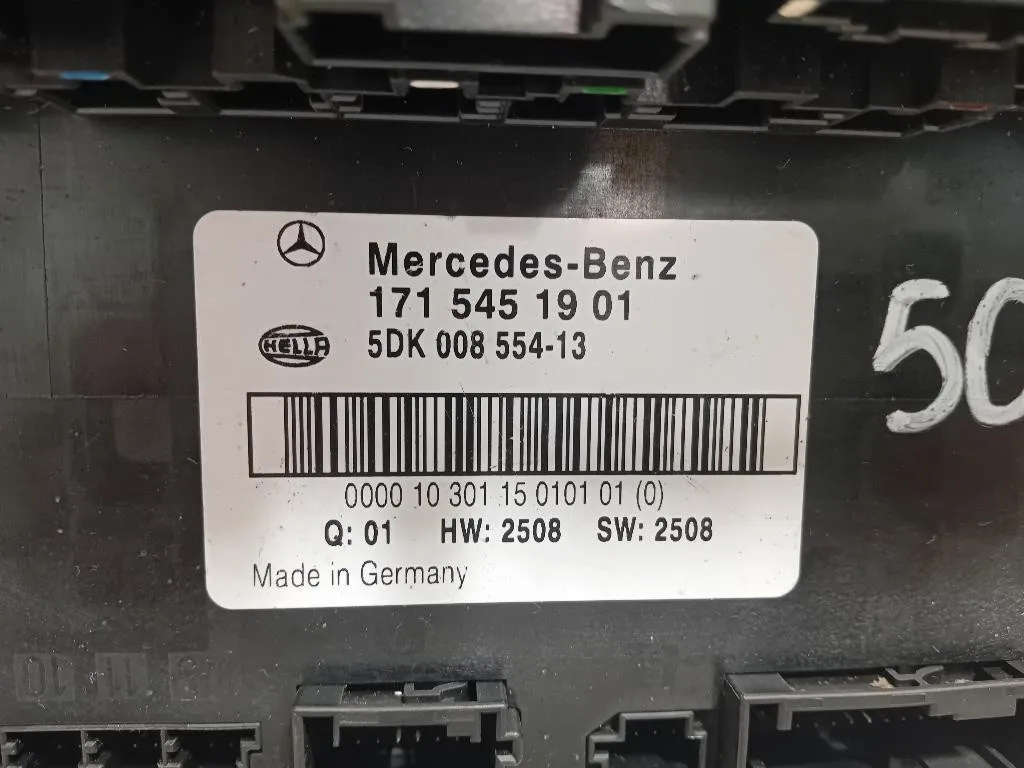 Mercedes-Benz
171 545 19 01
HELLA
5DK 008 554-13
0000 10 301 15 0101 01 (0)
Q: 01 HW: 2508 SW: 2508
Made in Germany
50